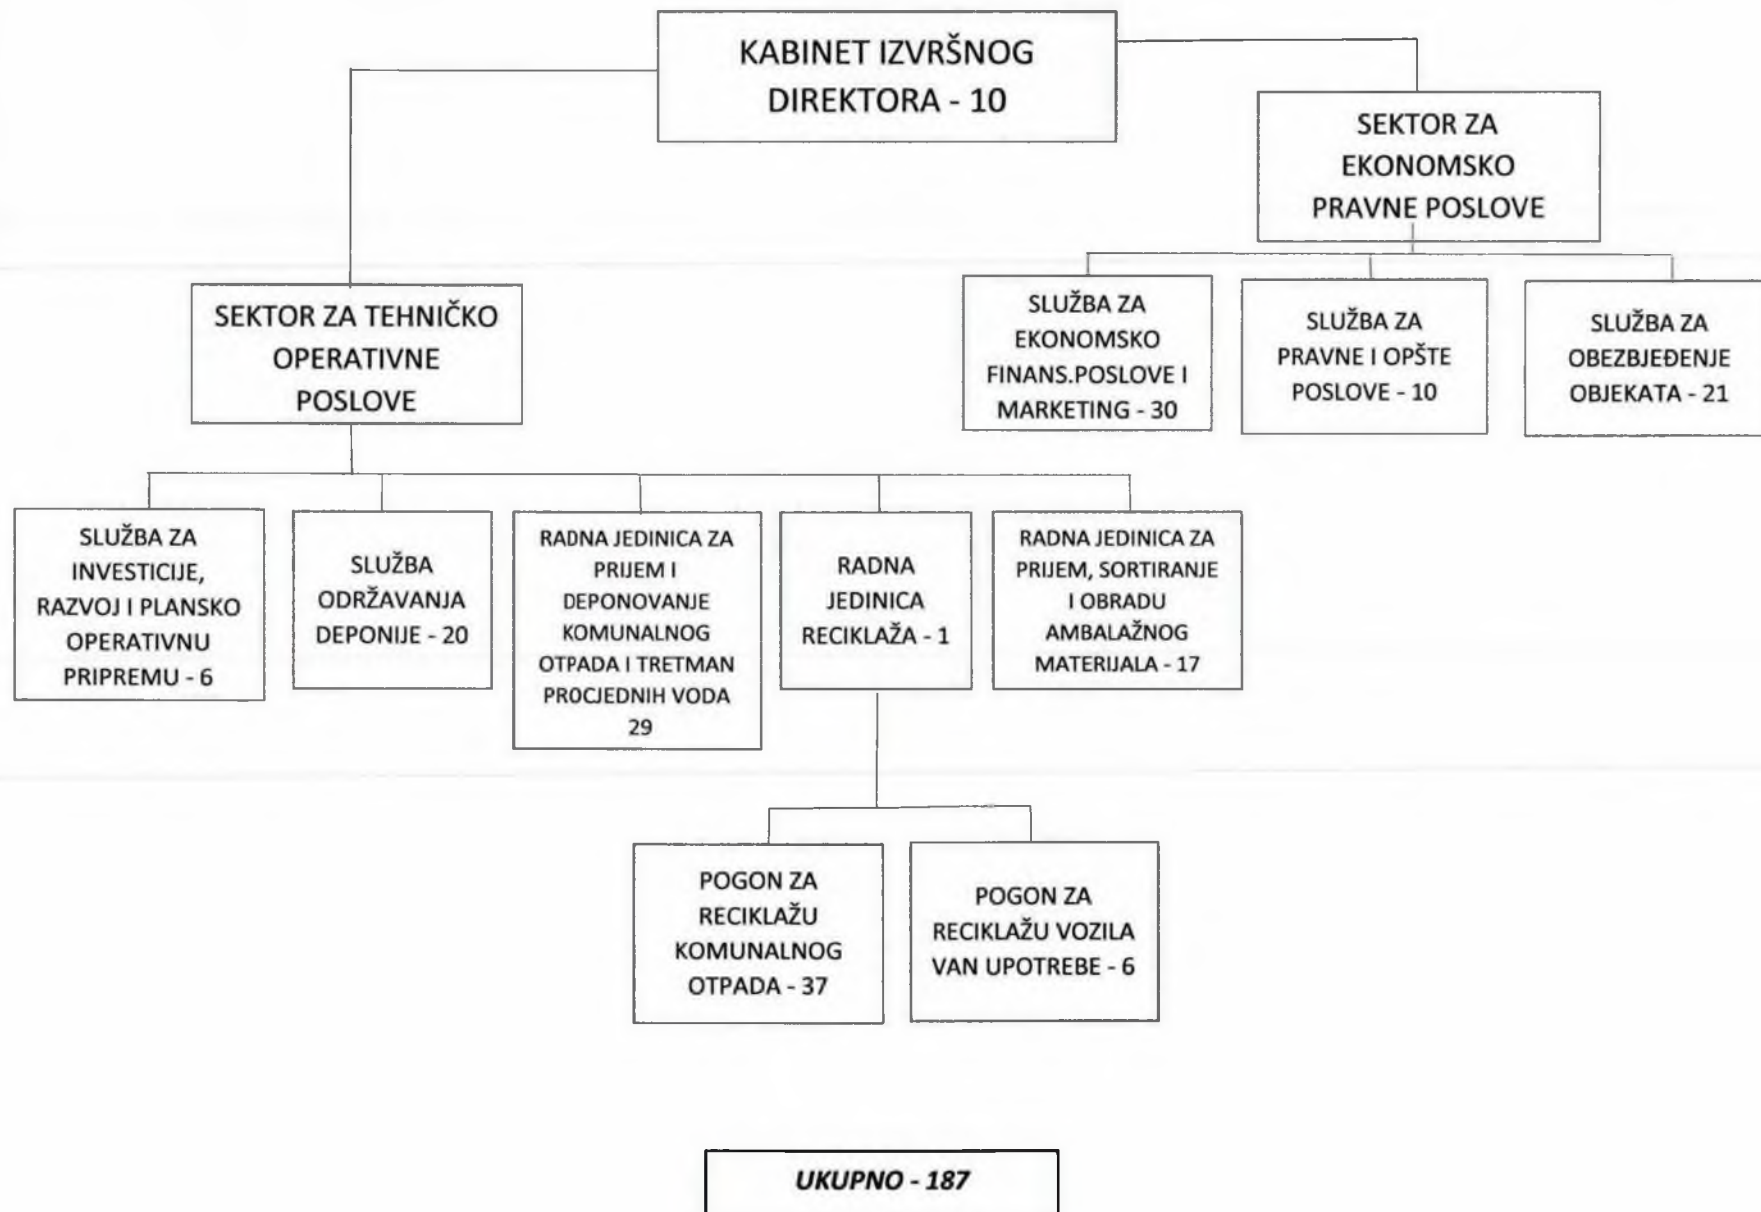 KABINET IZVRŠNOG
DIREKTORA - 10
SEKTOR ZA
EKONOMSKO
PRAVNE POSLOVE
SEKTOR ZA TEHNIČKO
OPERATIVNE
POSLOVE
SLUŽBA ZA
EKONOMSKO
FINANS.POSLOVE I
MARKETING - 30
SLUŽBA ZA
PRAVNE I OPŠTE
POSLOVE - 10
SLUŽBA ZA
OBEZBJEĐENJE
OBJEKATA - 21
SLUŽBA ZA
INVESTICIJE,
RAZVOJ I PLANSKO
OPERATIVNU
PRIPREMU - 6
SLUŽBA
ODRŽAVANJA
DEPONIJE - 20
RADNA JEDINICA ZA
PRIJEM I
DEPONOVANJE
KOMUNALNOG
OTPADA I TRETMAN
PROCJEDNIH VODA
29
RADNA
JEDINICA
RECIKLAŽA - 1
RADNA JEDINICA ZA
PRIJEM, SORTIRANJE
I OBRADU
AMBALAŽNOG
MATERIJALA - 17
POGON ZA
RECIKLAŽU
KOMUNALNOG
OTPADA - 37
POGON ZA
RECIKLAŽU VOZILA
VAN UPOTREBE - 6
UKUPNO - 187